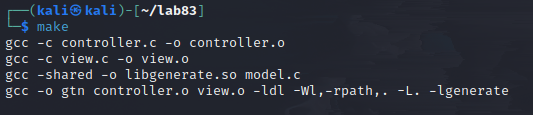 ┌──(kali㉿kali)-[~/lab83]
└─$ make
gcc -c controller.c -o controller.o
gcc -c view.c -o view.o
gcc -shared -o libgenerate.so model.c
gcc -o gtn controller.o view.o -ldl -Wl,-rpath,. -L. -lgenerate